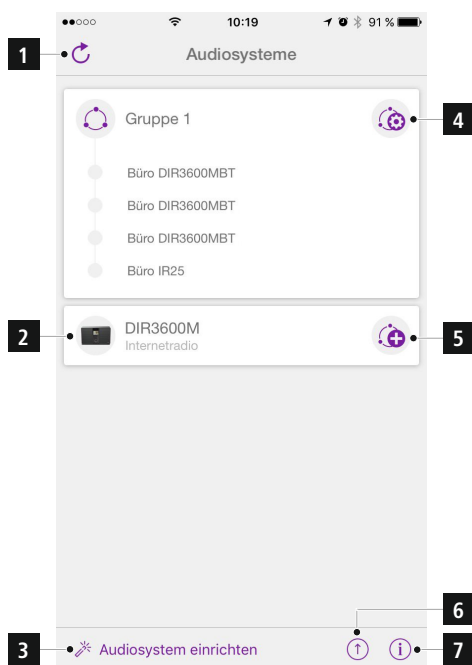 10:19
91 %
1
Audiosysteme
Gruppe 1
4
Büro DIR3600MBT
Büro DIR3600MBT
Büro DIR3600MBT
Büro IR25
2
DIR3600M
Internetradio
5
6
3
Audiosystem einrichten
7